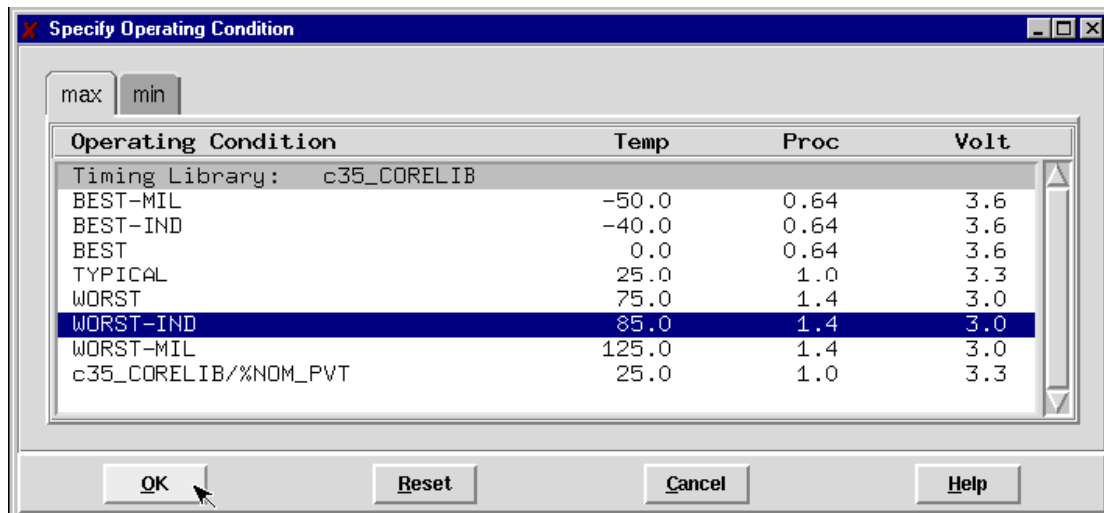 Specify Operating Condition
max min
Operating Condition Temp Proc Volt
Timing Library: c35_CORELIB
BEST-MIL -50.0 0.64 3.6
BEST-IND -40.0 0.64 3.6
BEST 0.0 0.64 3.6
TYPICAL 25.0 1.0 3.3
WORST 75.0 1.4 3.0
WORST-IND 85.0 1.4 3.0
WORST-MIL 125.0 1.4 3.0
c35_CORELIB/%NOM_PVT 25.0 1.0 3.3
OK Reset Cancel Help